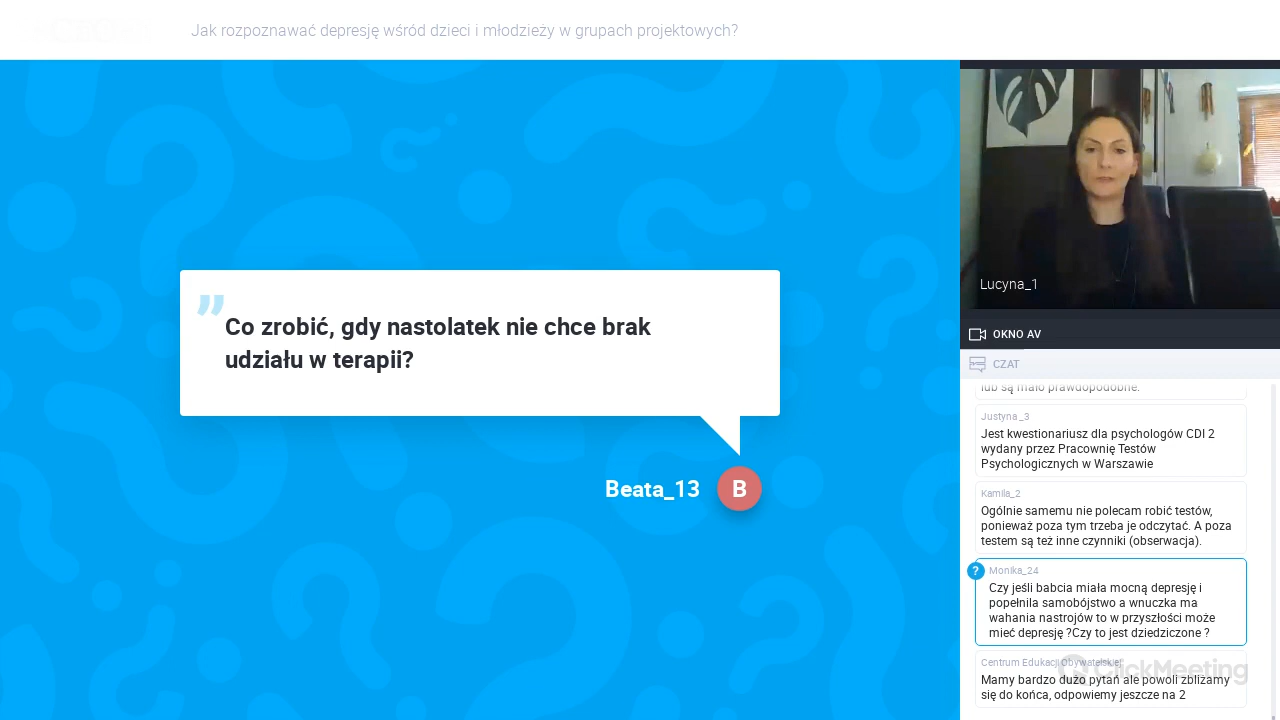 Jak rozpoznawać depresję wśród dzieci i młodzieży w grupach projektowych?
Co zrobić, gdy nastolatek nie chce brak
udziału w terapii?
Beata_13
B
Lucyna_1
OKNO AV
CZAT
lub są mało prawdopodobne.
Justyna_3
Jest kwestionariusz dla psychologów CDI 2
wydany przez Pracownię Testów
Psychologicznych w Warszawie
Kamila_2
Ogólnie samemu nie polecam robić testów,
ponieważ poza tym trzeba je odczytać. A poza
testem są też inne czynniki (obserwacja).
?
Monika_24
Czy jeśli babcia miała mocną depresję i
popełnila samobójstwo a wnuczka ma
wahania nastrojów to w przyszłości może
mieć depresję ?Czy to jest dziedziczone ?
Centrum Edukacji Obywatelskiej
ClickMeeting
Mamy bardzo dużo pytań ale powoli zbliżamy
się do końca, odpowiemy jeszcze na 2